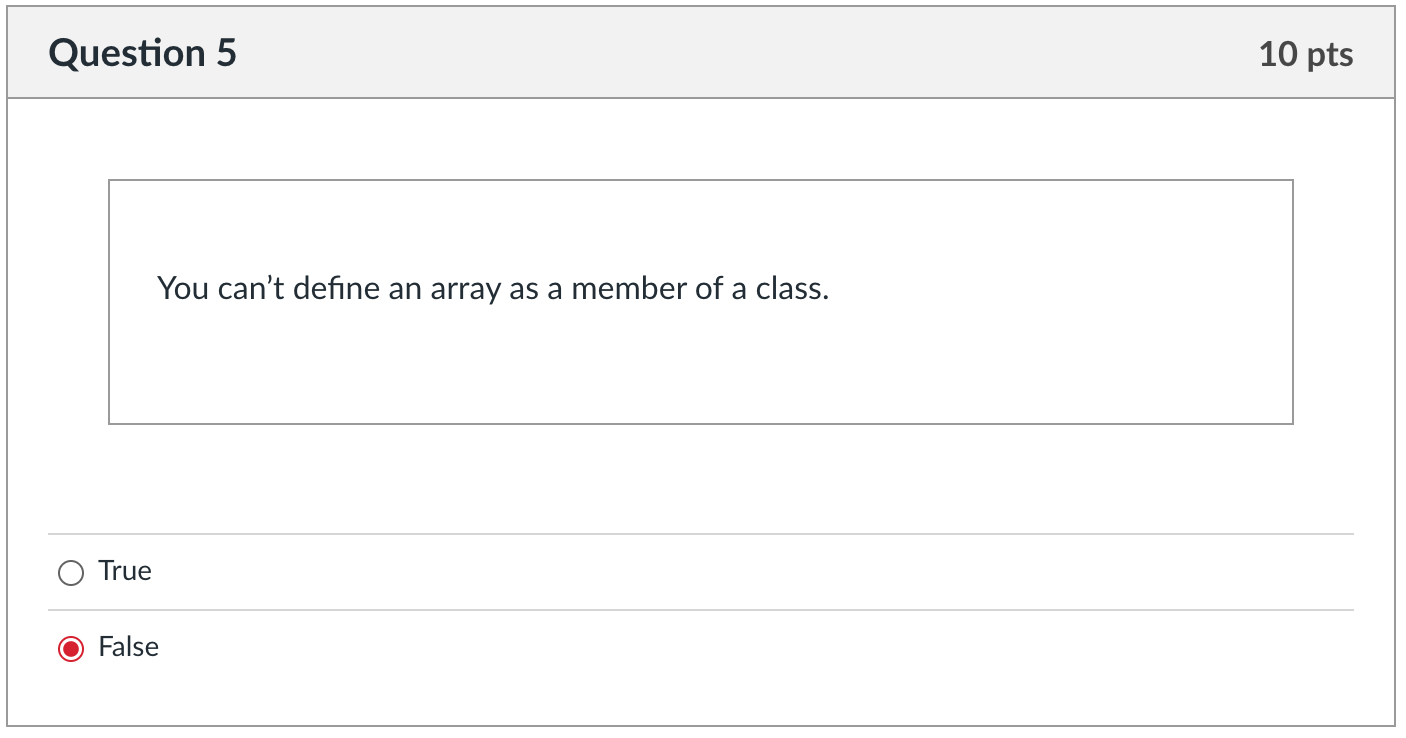 Question 5
10 pts
You can’t define an array as a member of a class.
True
False